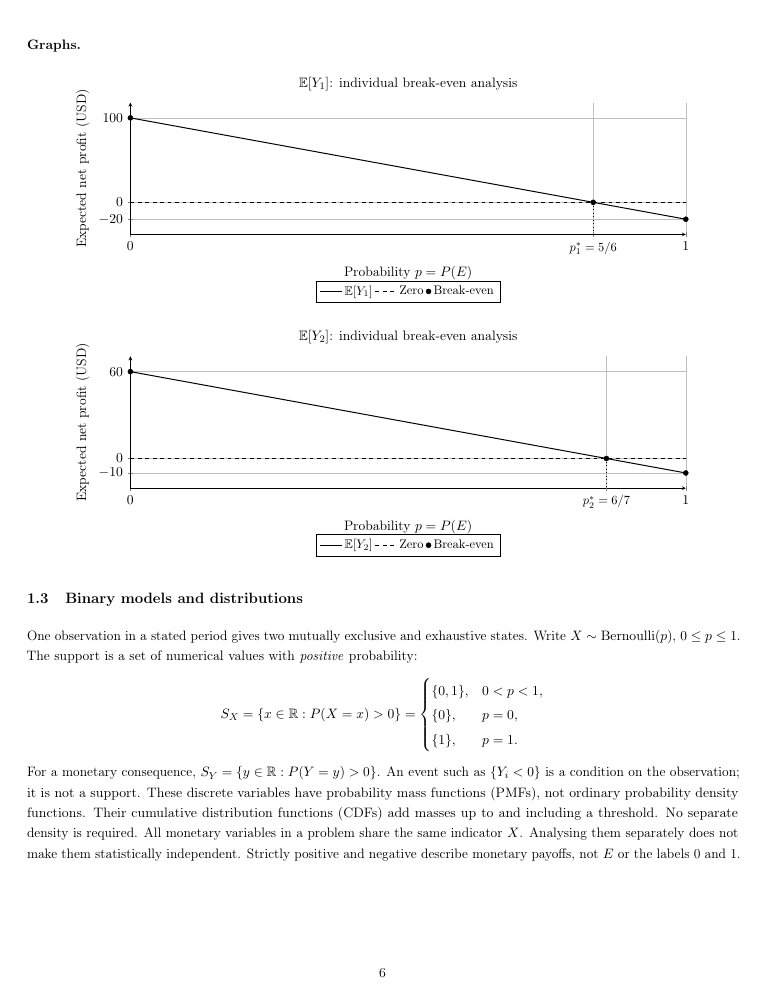 Graphs.
𝔼[Y₁]: individual break-even analysis
Expected net profit (USD)
100
0
−20
0
p₁* = 5/6
1
Probability p = P(E)
𝔼[Y₁] Zero Break-even
𝔼[Y₂]: individual break-even analysis
Expected net profit (USD)
60
0
−10
0
p₂* = 6/7
1
Probability p = P(E)
𝔼[Y₂] Zero Break-even
1.3 Binary models and distributions
One observation in a stated period gives two mutually exclusive and exhaustive states. Write X ∼ Bernoulli(p), 0 ≤ p ≤ 1.
The support is a set of numerical values with positive probability:
{0, 1}, 0 < p < 1,
S_X = {x ∈ ℝ : P(X = x) > 0} = { {0}, p = 0,
{1}, p = 1.
For a monetary consequence, S_Y = {y ∈ ℝ : P(Y = y) > 0}. An event such as {Y_i < 0} is a condition on the observation;
it is not a support. These discrete variables have probability mass functions (PMFs), not ordinary probability density
functions. Their cumulative distribution functions (CDFs) add masses up to and including a threshold. No separate
density is required. All monetary variables in a problem share the same indicator X. Analysing them separately does not
make them statistically independent. Strictly positive and negative describe monetary payoffs, not E or the labels 0 and 1.
6